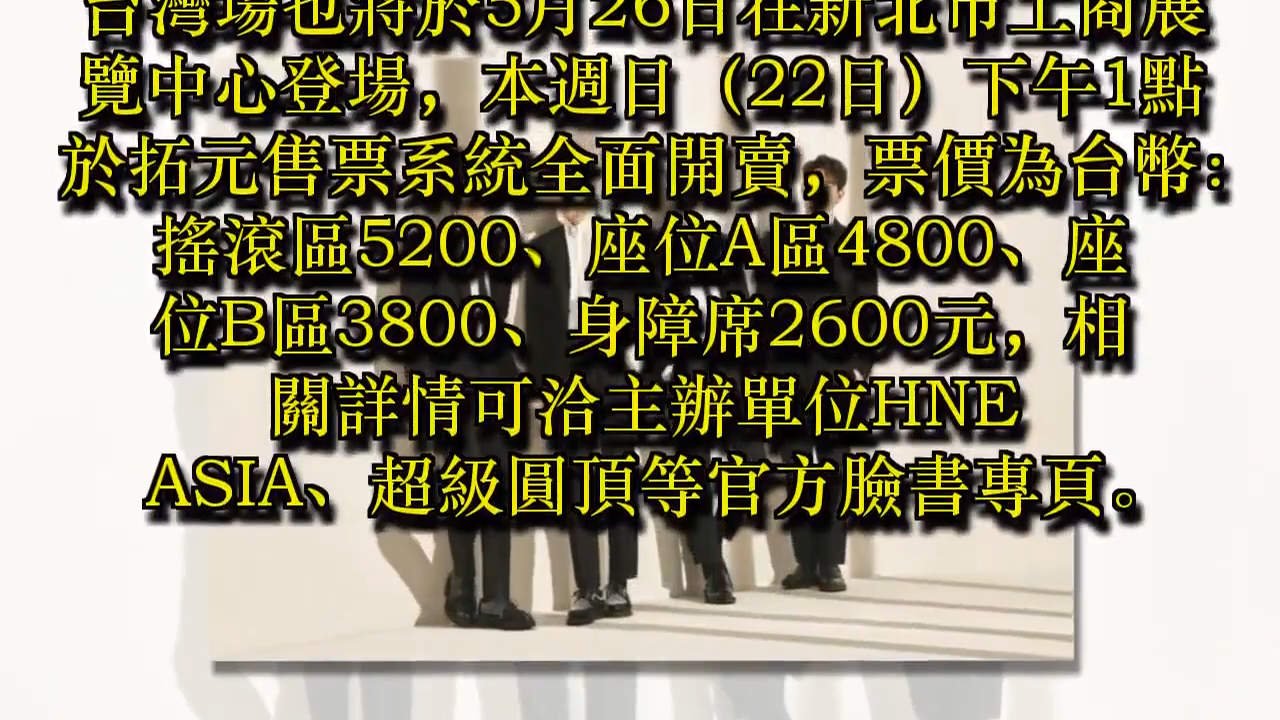 台灣場也將於5月26日在新北市工商展
覽中心登場，本週日（22日）下午1點
於拓元售票系統全面開賣，票價為台幣：
搖滾區5200、座位A區4800、座
位B區3800、身障席2600元，相
關詳情可洽主辦單位HNE
ASIA、超級圓頂等官方臉書專頁。